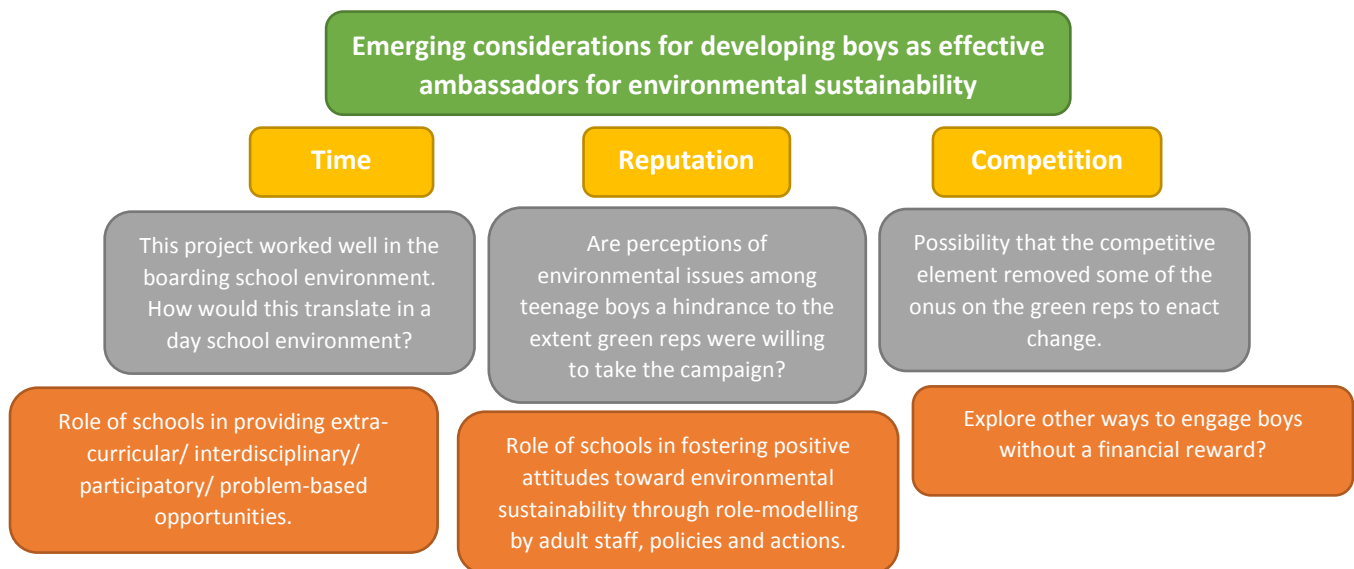 Emerging considerations for developing boys as effective
ambassadors for environmental sustainability
Time
Reputation
Competition
This project worked well in the
boarding school environment.
How would this translate in a
day school environment?
Are perceptions of
environmental issues among
teenage boys a hindrance to the
extent green reps were willing
to take the campaign?
Possibility that the competitive
element removed some of the
onus on the green reps to enact
change.
Role of schools in providing extra-
curricular/ interdisciplinary/
participatory/ problem-based
opportunities.
Role of schools in fostering positive
attitudes toward environmental
sustainability through role-modelling
by adult staff, policies and actions.
Explore other ways to engage boys
without a financial reward?